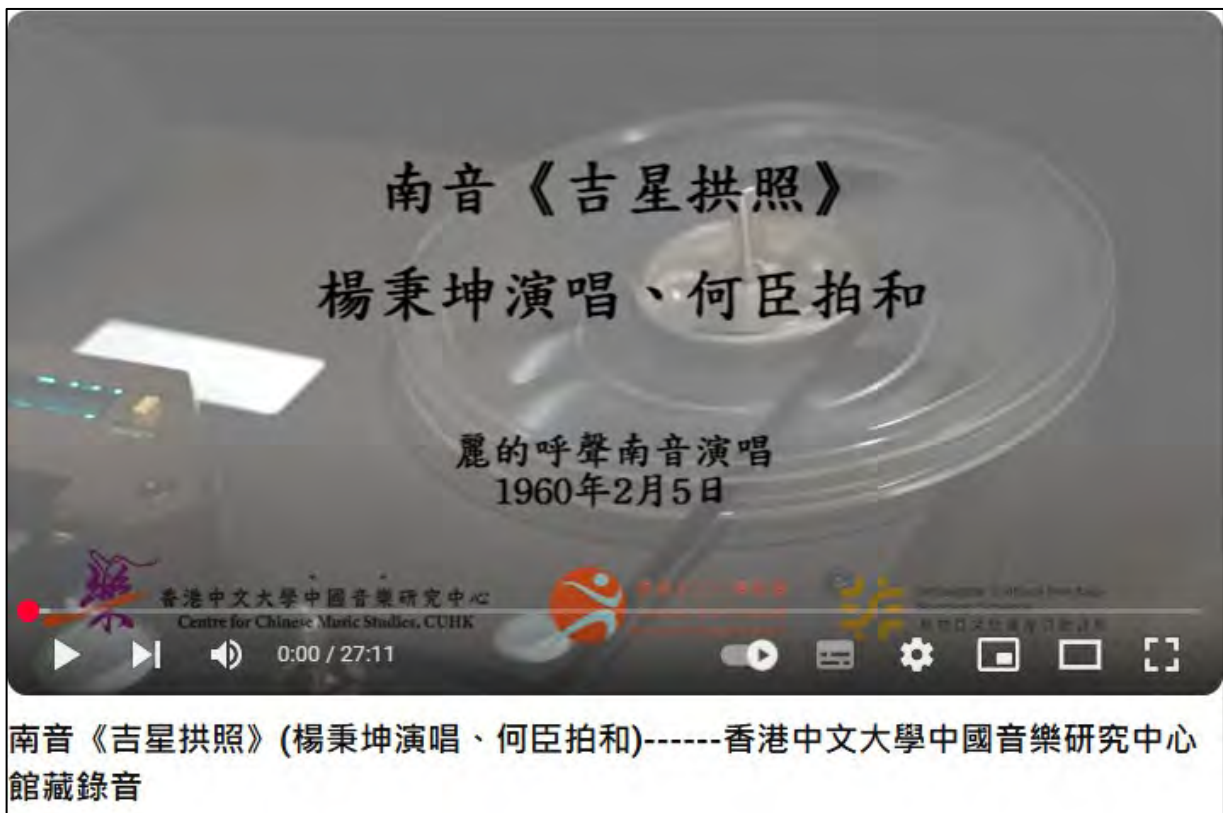 南音《吉星拱照》
楊秉坤演唱、何臣拍和
麗的呼聲南音演唱
1960年2月5日
樂
香港中文大學中國音樂研究中心
Centre for Chinese Music Studies, CUHK
0:00 / 27:11
南音《吉星拱照》(楊秉坤演唱、何臣拍和)------香港中文大學中國音樂研究中心
館藏錄音